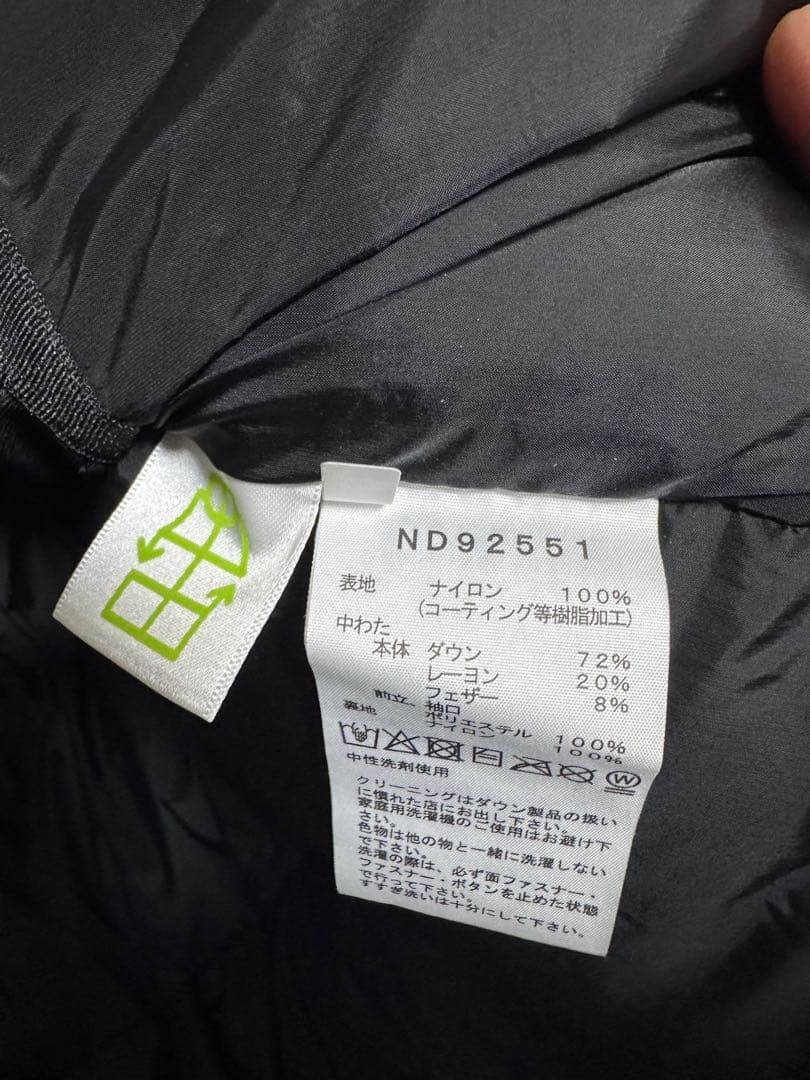 ND92551
表地 ナイロン 100%
(コーティング等樹脂加工)
中わた
本体 ダウン 72%
レーヨン 20%
フェザー 8%
前立、袖口
ポリエステル 100%
裏地 ナイロン 100%
中性洗剤使用
クリーニングはダウン製品の扱い
に慣れた店にお出し下さい。
家庭用洗濯機のご使用はお避け下
さい。
色物は他の物と一緒に洗濯しない
で下さい。
洗濯の際は、必ず面ファスナー・
ファスナー・ボタンを止めた状態
で行って下さい。
すすぎ洗いは十分にして下さい。